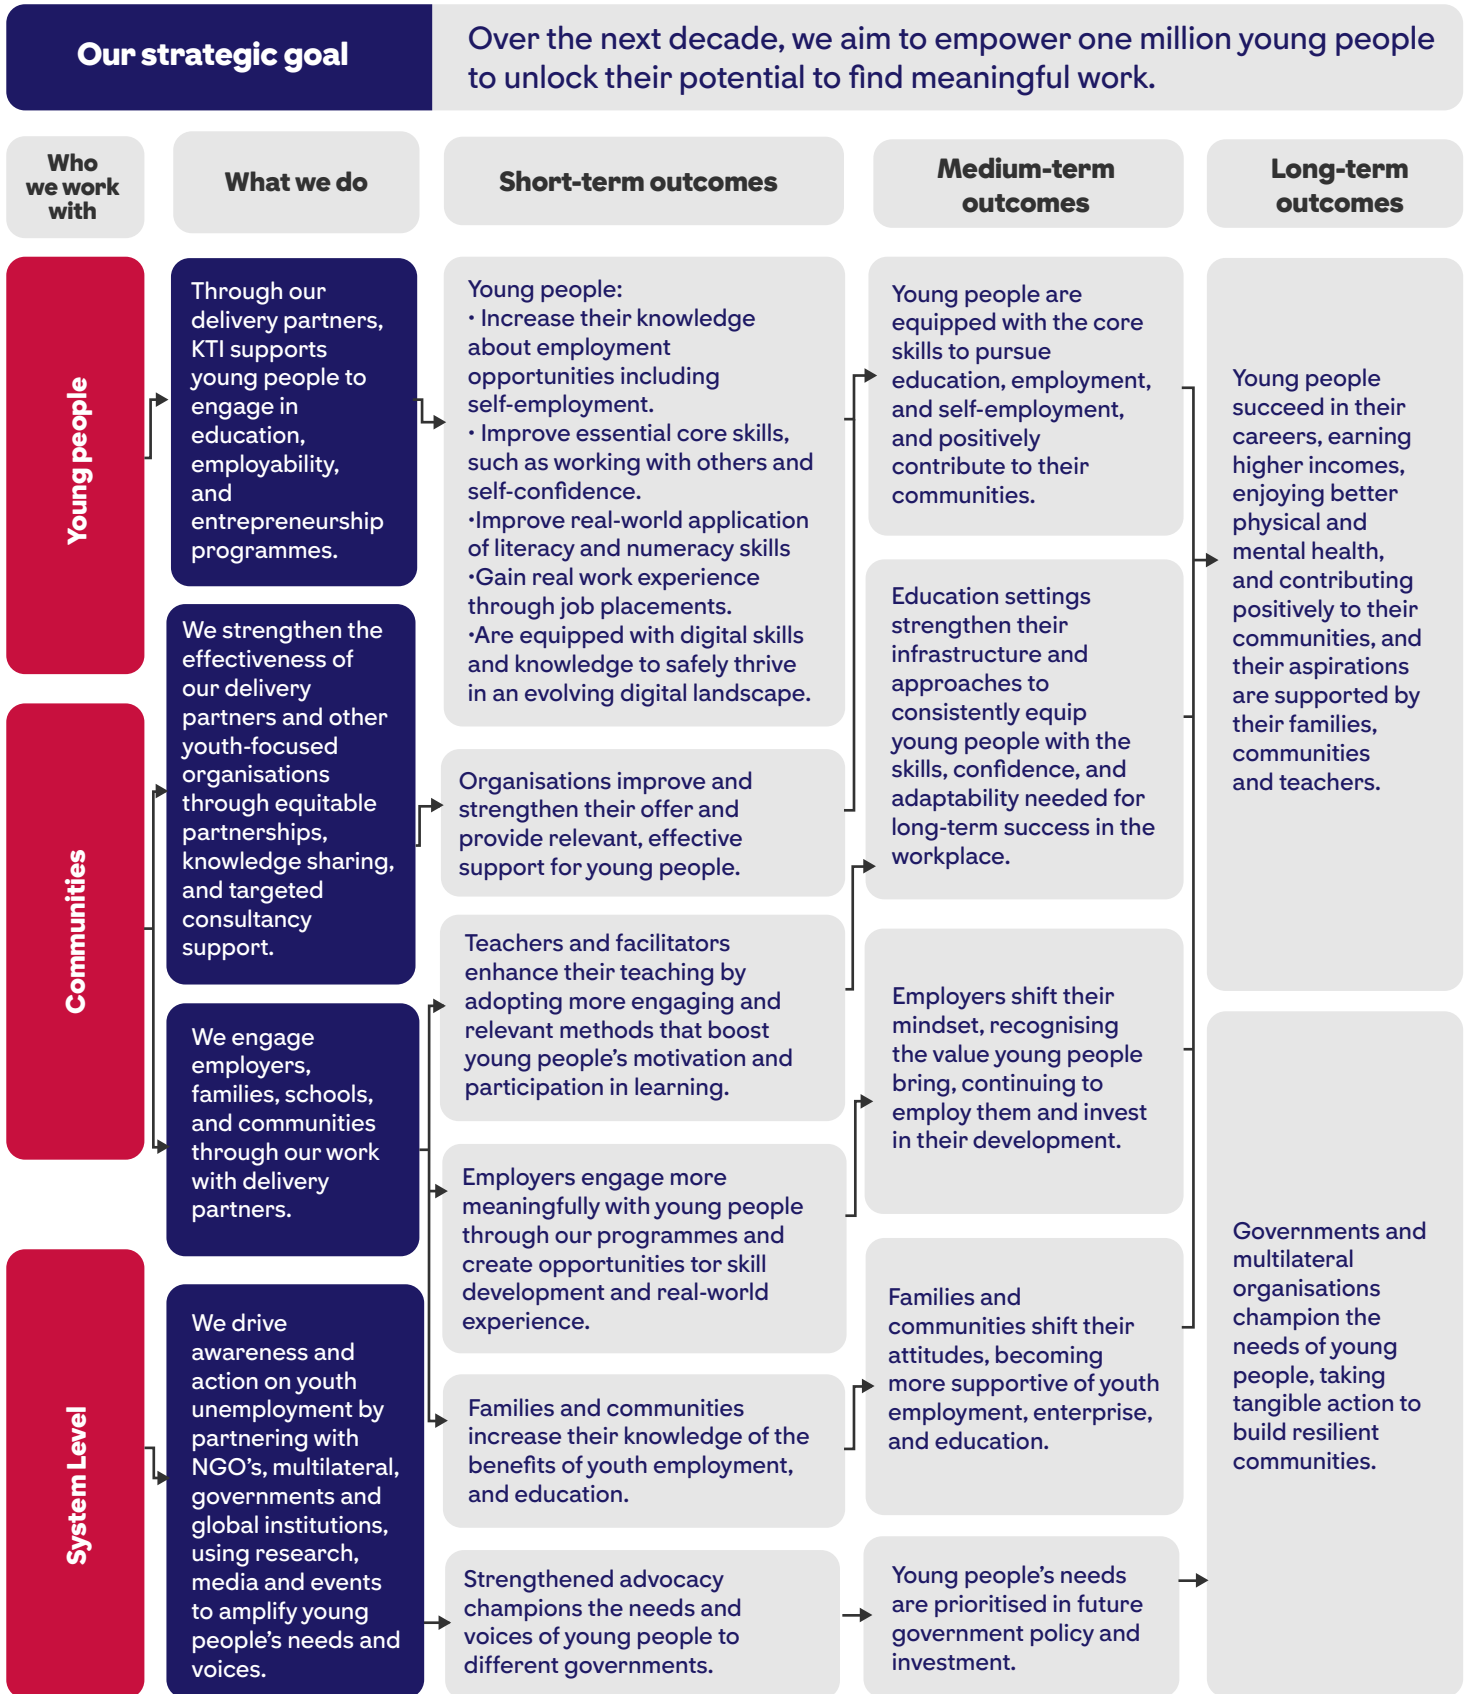 Our strategic goal
Over the next decade, we aim to empower one million young people
to unlock their potential to find meaningful work.
Who
we work
with
What we do
Short-term outcomes
Medium-term
outcomes
Long-term
outcomes
Young people
Through our
delivery partners,
KTI supports
young people to
engage in
education,
employability,
and
entrepreneurship
programmes.
Young people:
• Increase their knowledge
about employment
opportunities including
self-employment.
• Improve essential core skills,
such as working with others and
self-confidence.
•Improve real-world application
of literacy and numeracy skills
•Gain real work experience
through job placements.
•Are equipped with digital skills
and knowledge to safely thrive
in an evolving digital landscape.
Young people are
equipped with the core
skills to pursue
education, employment,
and self-employment,
and positively
contribute to their
communities.
Young people
succeed in their
careers, earning
higher incomes,
enjoying better
physical and
mental health,
and contributing
positively to their
communities, and
their aspirations
are supported by
their families,
communities
and teachers.
Communities
We strengthen the
effectiveness of
our delivery
partners and other
youth-focused
organisations
through equitable
partnerships,
knowledge sharing,
and targeted
consultancy
support.
Organisations improve and
strengthen their offer and
provide relevant, effective
support for young people.
Education settings
strengthen their
infrastructure and
approaches to
consistently equip
young people with the
skills, confidence, and
adaptability needed for
long-term success in the
workplace.
We engage
employers,
families, schools,
and communities
through our work
with delivery
partners.
Teachers and facilitators
enhance their teaching by
adopting more engaging and
relevant methods that boost
young people's motivation and
participation in learning.
Employers engage more
meaningfully with young people
through our programmes and
create opportunities tor skill
development and real-world
experience.
Families and communities
increase their knowledge of the
benefits of youth employment,
and education.
Employers shift their
mindset, recognising
the value young people
bring, continuing to
employ them and invest
in their development.
Families and
communities shift their
attitudes, becoming
more supportive of youth
employment, enterprise,
and education.
System Level
We drive
awareness and
action on youth
unemployment by
partnering with
NGO's, multilateral,
governments and
global institutions,
using research,
media and events
to amplify young
people's needs and
voices.
Strengthened advocacy
champions the needs and
voices of young people to
different governments.
Young people's needs
are prioritised in future
government policy and
investment.
Governments and
multilateral
organisations
champion the
needs of young
people, taking
tangible action to
build resilient
communities.